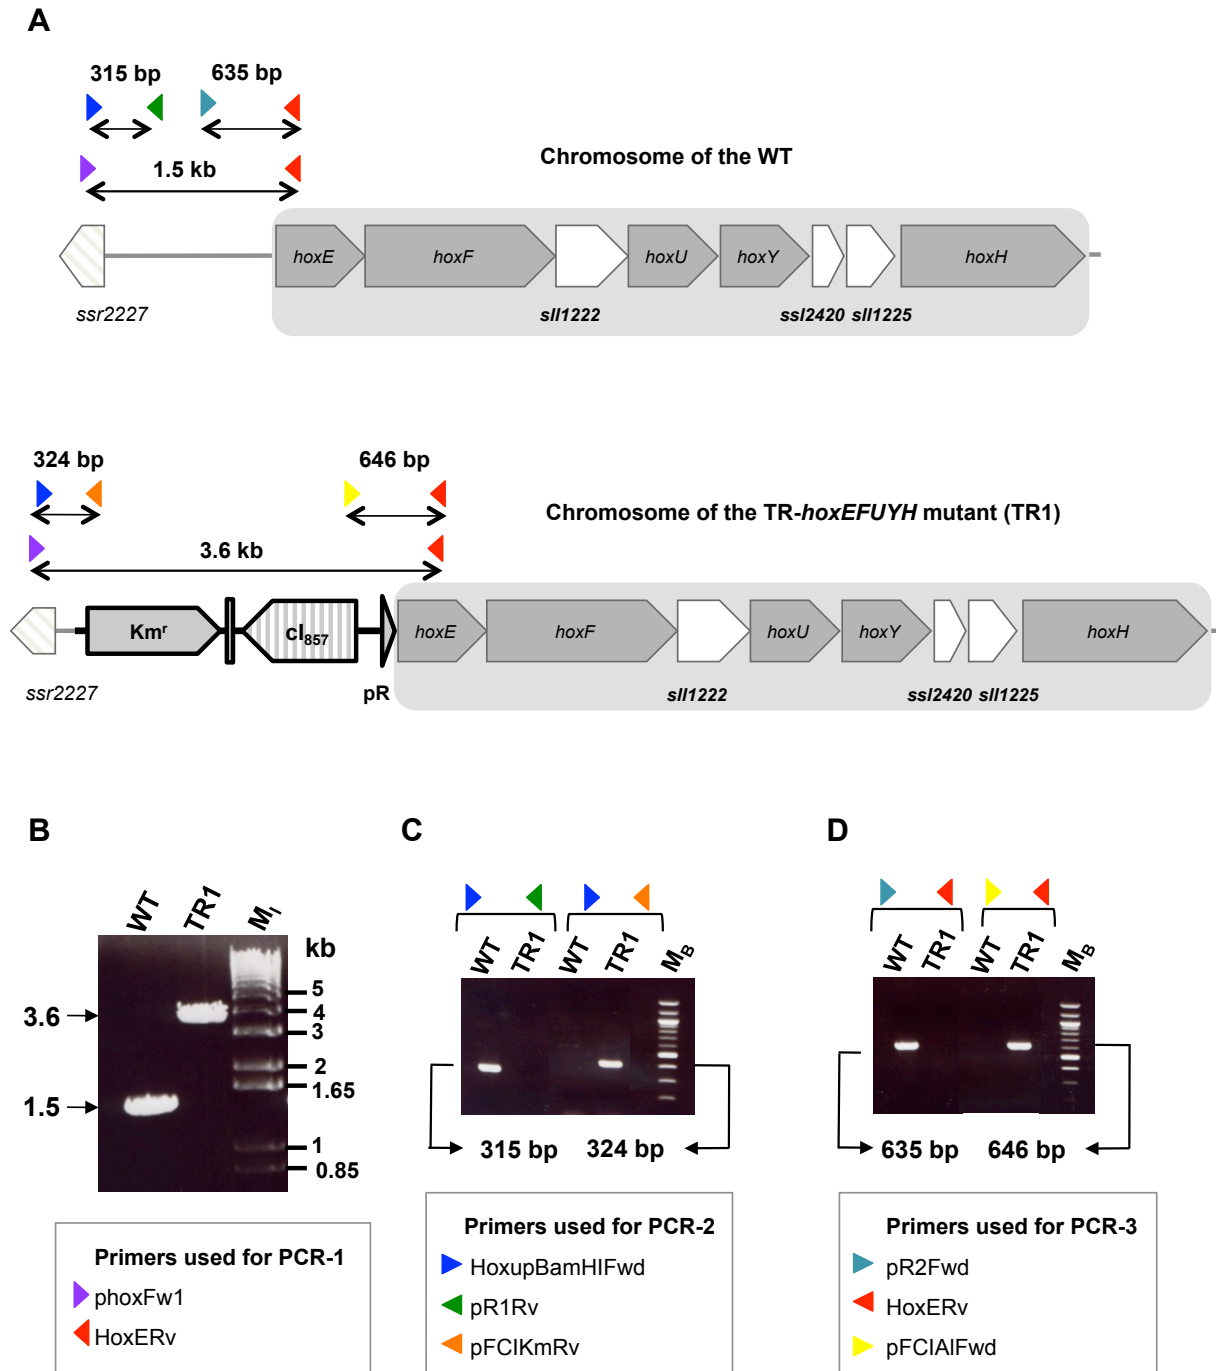 A
315 bp
635 bp
1.5 kb
Chromosome of the WT
hoxE
hoxF
hoxU
hoxY
hoxH
ssr2227
sll1222
ssl2420
sll1225
324 bp
646 bp
Chromosome of the TR-hoxEFUYH mutant (TR1)
3.6 kb
Kmʳ
cI₈₅₇
hoxE
hoxF
hoxU
hoxY
hoxH
ssr2227
pR
sll1222
ssl2420
sll1225
B
WT
TR1
M_I
kb
5
4
3
2
1.65
1
0.85
3.6
1.5
Primers used for PCR-1
phoxFw1
HoxERv
C
WT
TR1
WT
TR1
M_B
315 bp
324 bp
Primers used for PCR-2
HoxupBamHIFwd
pR1Rv
pFCIKmRv
D
WT
TR1
WT
TR1
M_B
635 bp
646 bp
Primers used for PCR-3
pR2Fwd
HoxERv
pFCIAIFwd